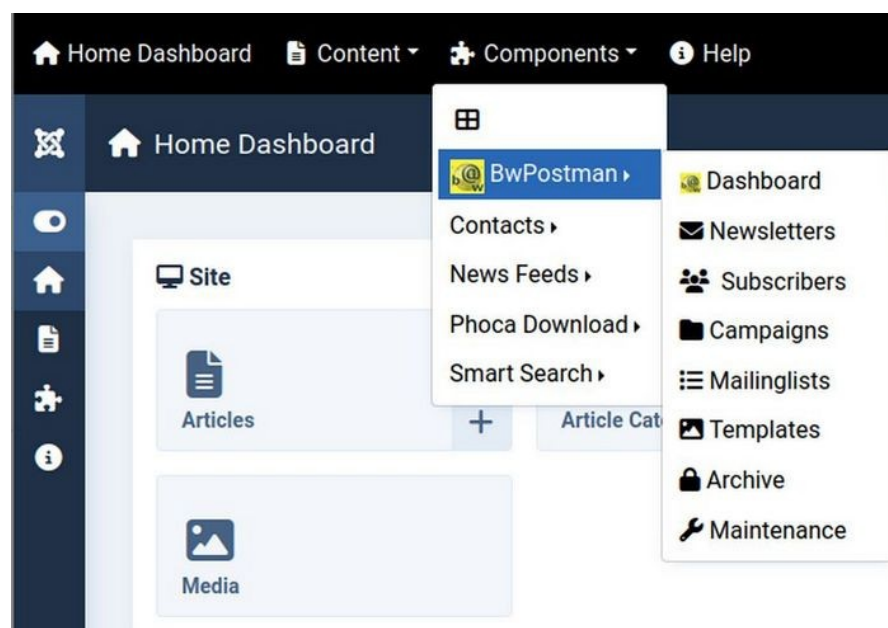 Home Dashboard Content Components Help
Home Dashboard
Site
Articles
Article Cat
Media
BwPostman
Contacts
News Feeds
Phoca Download
Smart Search
Dashboard
Newsletters
Subscribers
Campaigns
Mailinglists
Templates
Archive
Maintenance